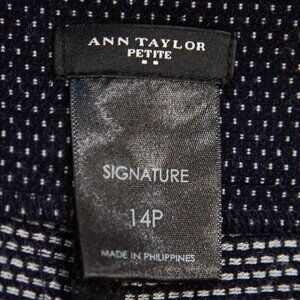 ANN TAYLOR
PETITE
SIGNATURE
14P
MADE IN PHILIPPINES